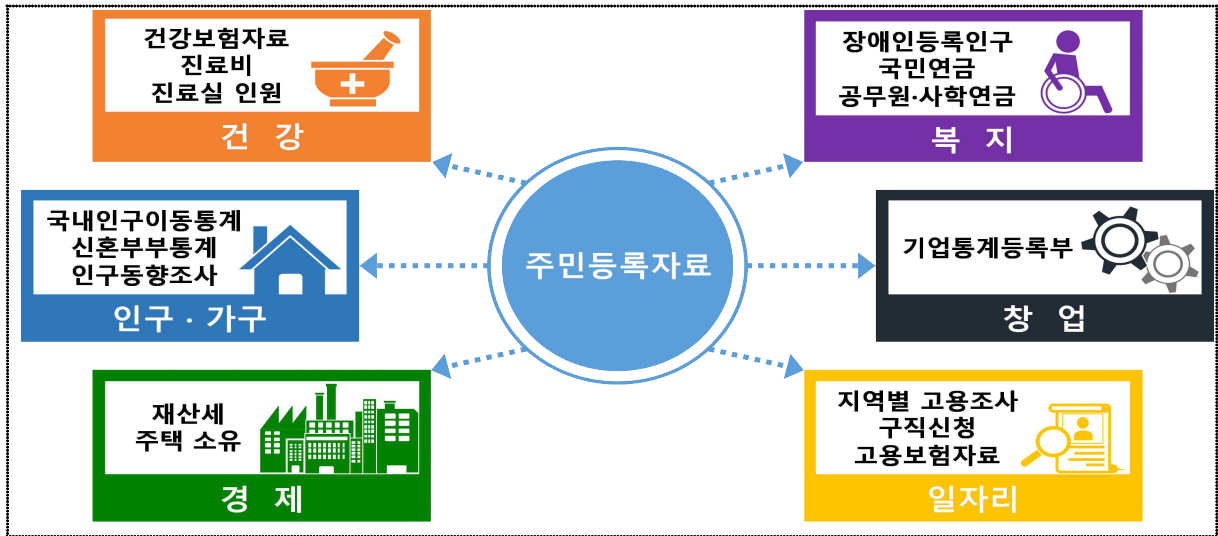 건강보험자료
진료비
진료실 인원
건 강
장애인등록인구
국민연금
공무원·사학연금
복 지
국내인구이동통계
신혼부부통계
인구동향조사
인구 · 가구
주민등록자료
기업통계등록부
창 업
재산세
주택 소유
경 제
지역별 고용조사
구직신청
고용보험자료
일자리